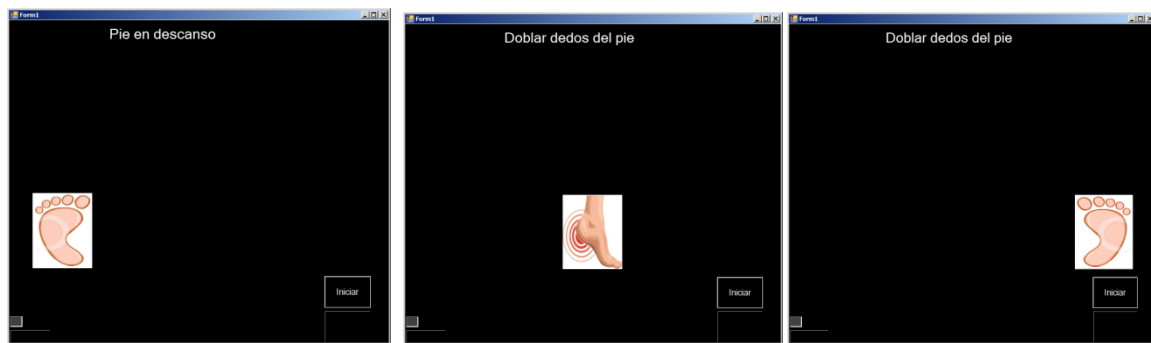 Form1
Pie en descanso
Iniciar
Form1
Doblar dedos del pie
Iniciar
Form1
Doblar dedos del pie
Iniciar